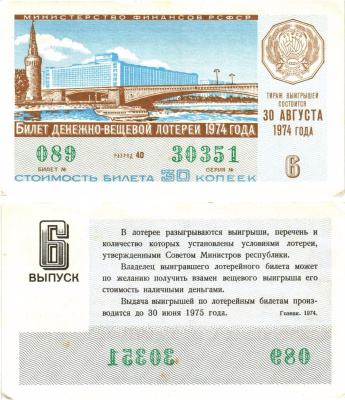 МИНИСТЕРСТВО ФИНАНСОВ РСФСР
ТИРАЖ ВЫИГРЫШЕЙ
СОСТОИТСЯ
30 АВГУСТА
1974 ГОДА
БИЛЕТ ДЕНЕЖНО-ВЕЩЕВОЙ ЛОТЕРЕИ 1974 ГОДА
089 РАЗРЯД 40 30351
БИЛЕТ № СЕРИЯ №
6
СТОИМОСТЬ БИЛЕТА 30 КОПЕЕК
6
ВЫПУСК
В лотерее разыгрываются выигрыши, перечень и
количество которых установлены условиями лотереи,
утвержденными Советом Министров республики.
Владелец выигравшего лотерейного билета может
по желанию получить взамен вещевого выигрыша его
стоимость наличными деньгами.
Выдача выигрышей по лотерейным билетам произ-
водится до 30 июня 1975 года.
Гознак. 1974.
30351 089